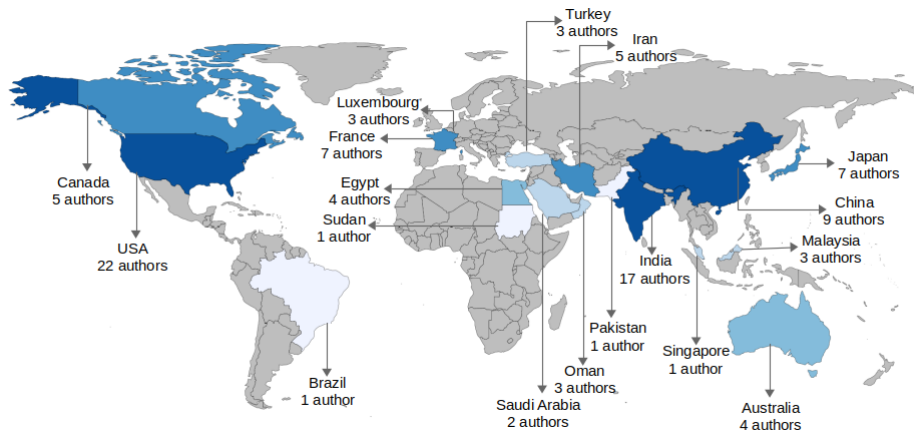 Turkey
3 authors
Iran
5 authors
Luxembourg
3 authors
France
7 authors
Canada
5 authors
Egypt
4 authors
Japan
7 authors
China
9 authors
Sudan
1 author
USA
22 authors
India
17 authors
Malaysia
3 authors
Pakistan
1 author
Singapore
1 author
Brazil
1 author
Oman
3 authors
Saudi Arabia
2 authors
Australia
4 authors